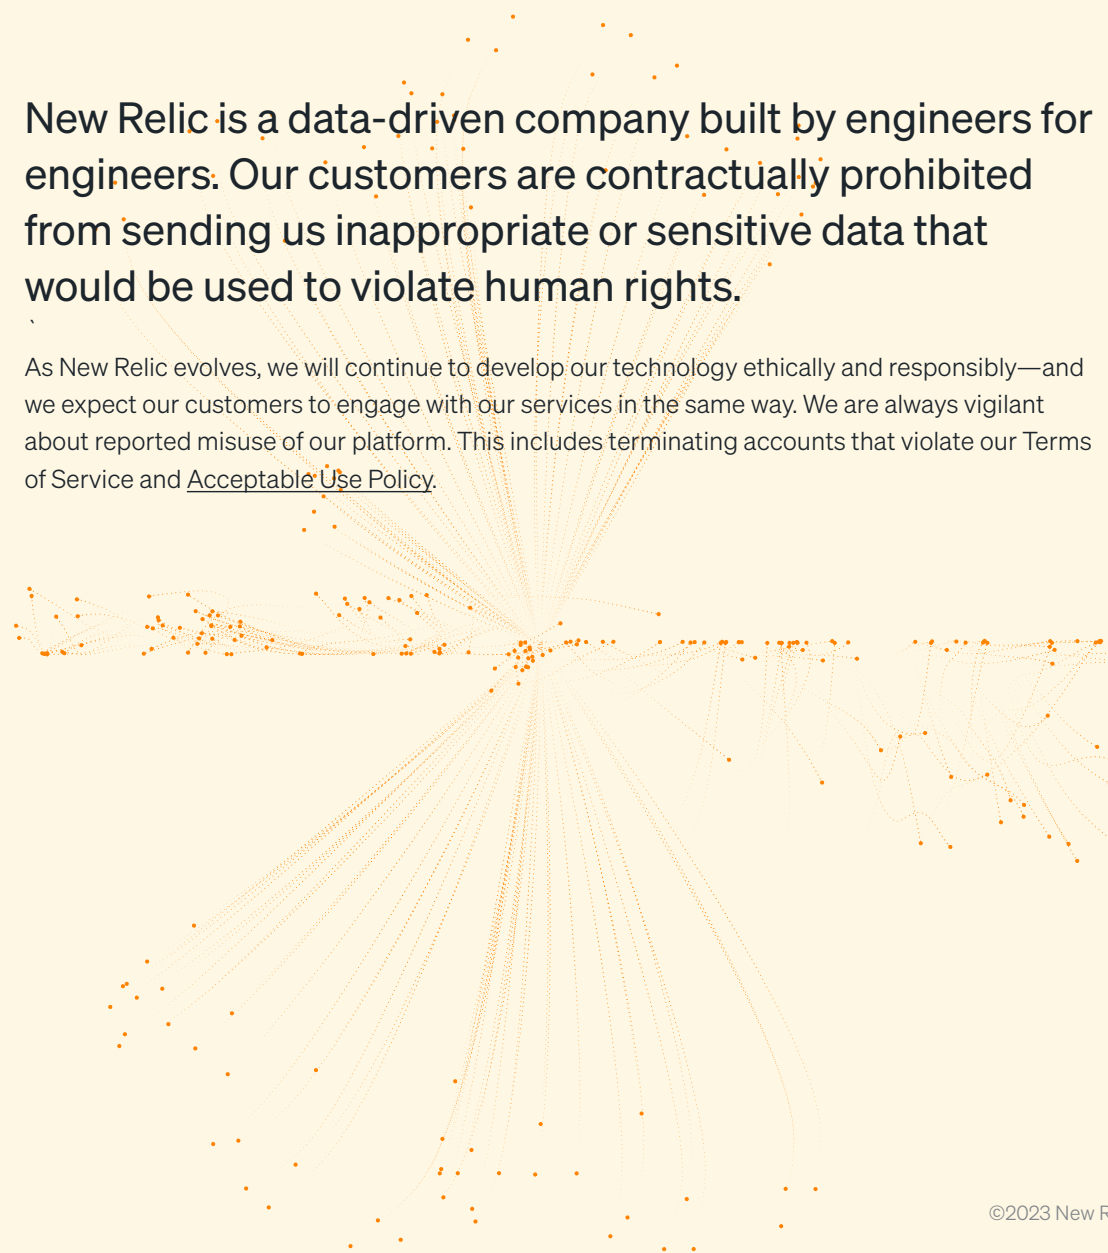 New Relic is a data-driven company built by engineers for
engineers. Our customers are contractually prohibited
from sending us inappropriate or sensitive data that
would be used to violate human rights.
`
As New Relic evolves, we will continue to develop our technology ethically and responsibly—and
we expect our customers to engage with our services in the same way. We are always vigilant
about reported misuse of our platform. This includes terminating accounts that violate our Terms
of Service and Acceptable Use Policy.
©2023 New R